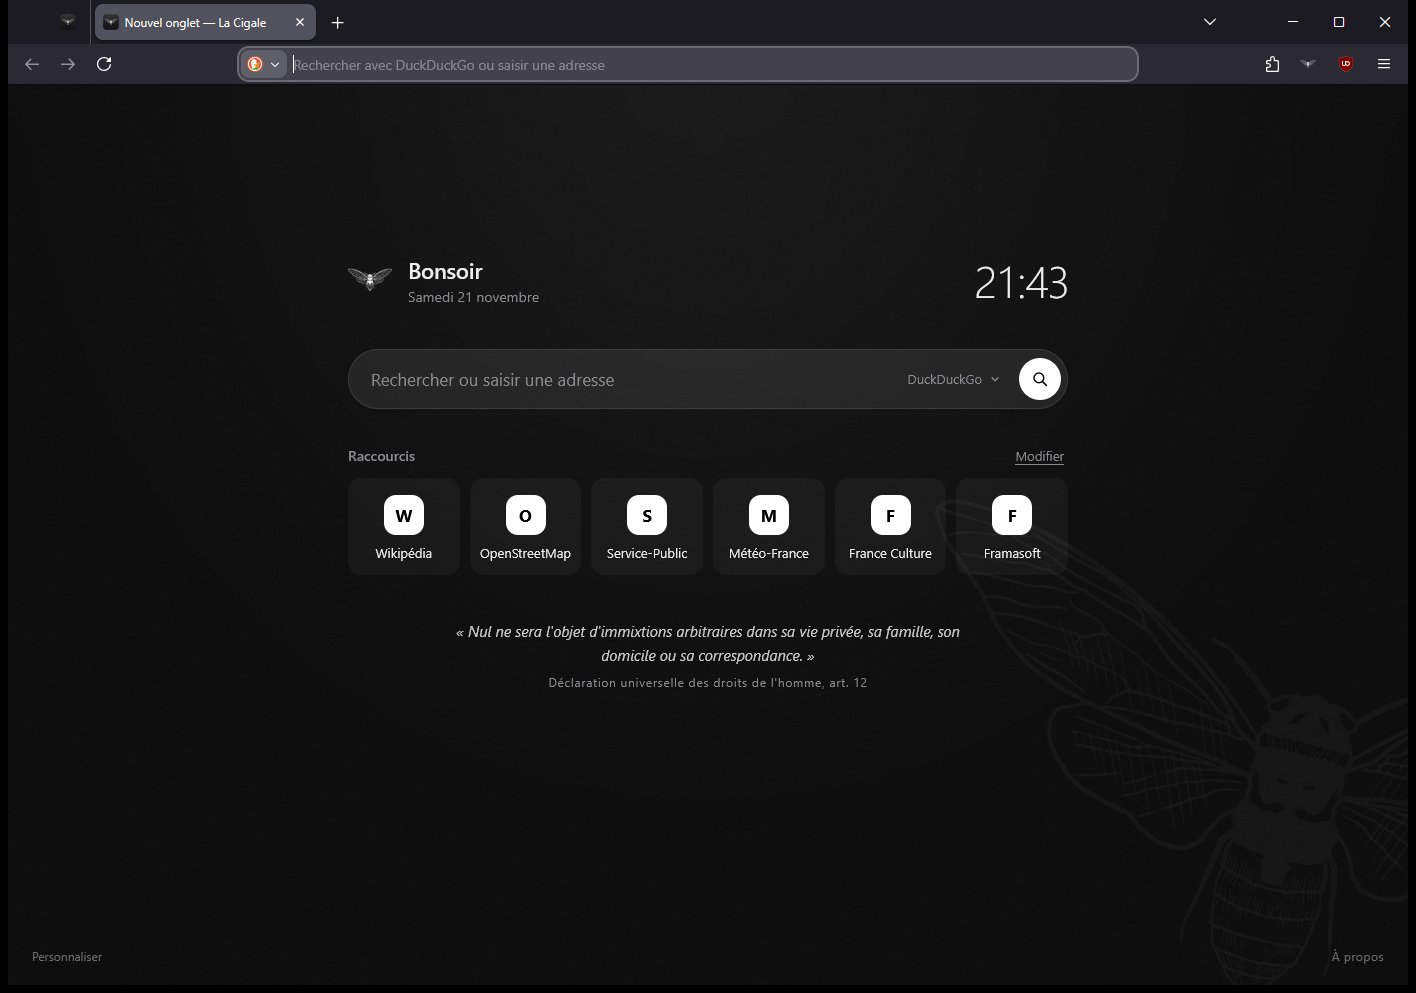 Nouvel onglet — La Cigale
Rechercher avec DuckDuckGo ou saisir une adresse
Bonsoir
Samedi 21 novembre
21:43
Rechercher ou saisir une adresse
DuckDuckGo
Raccourcis
Modifier
W
O
S
M
F
F
Wikipédia
OpenStreetMap
Service-Public
Météo-France
France Culture
Framasoft
« Nul ne sera l'objet d'immixtions arbitraires dans sa vie privée, sa famille, son
domicile ou sa correspondance. »
Déclaration universelle des droits de l'homme, art. 12
Personnaliser
À propos